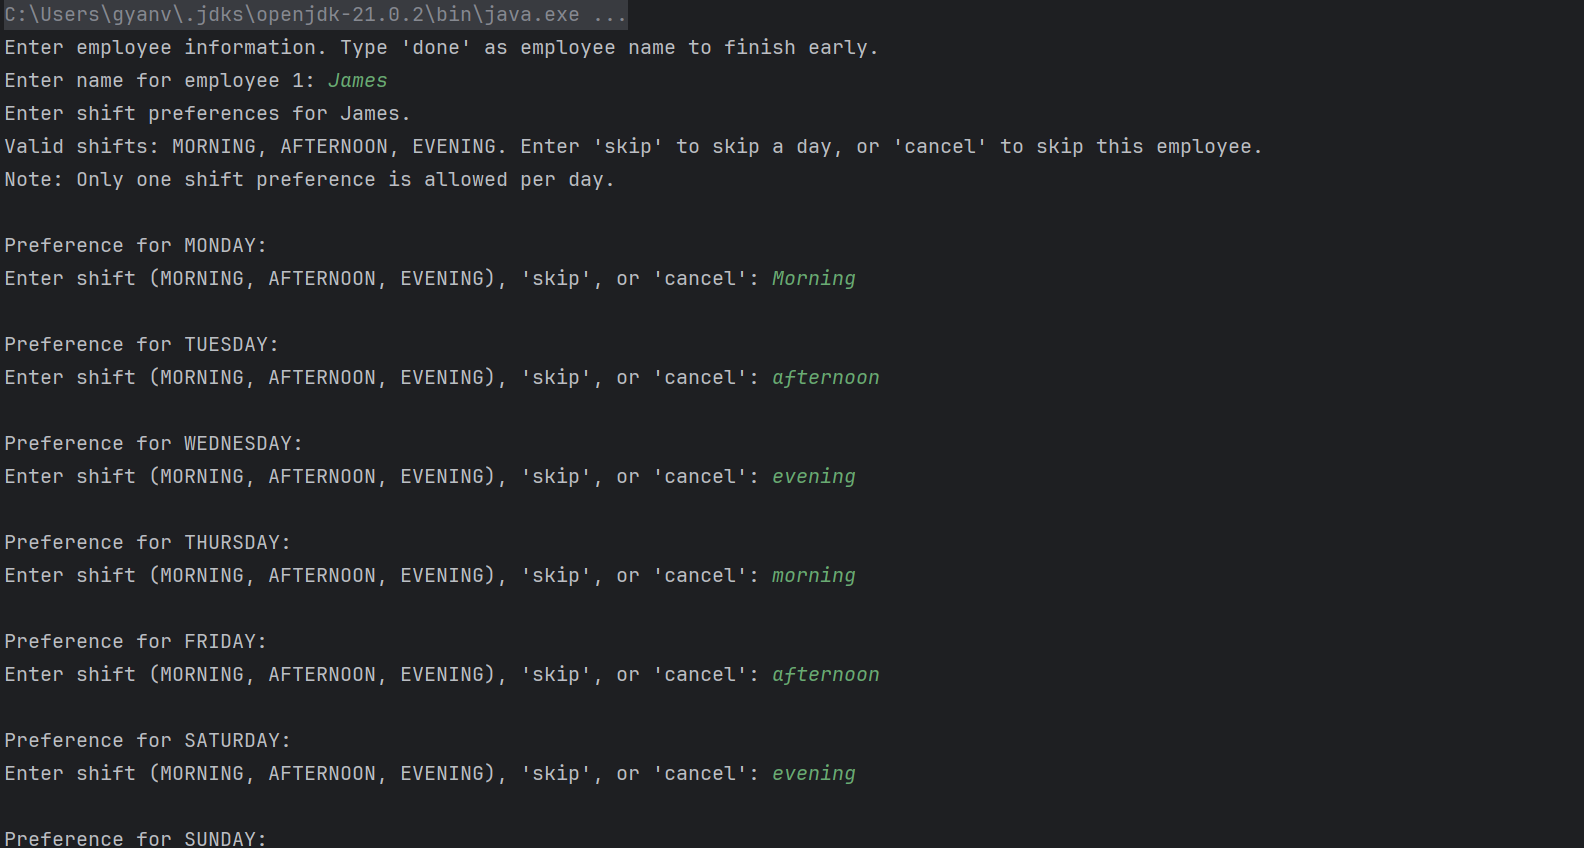 C:\Users\gyanv\.jdks\openjdk-21.0.2\bin\java.exe ...
Enter employee information. Type 'done' as employee name to finish early.
Enter name for employee 1: James
Enter shift preferences for James.
Valid shifts: MORNING, AFTERNOON, EVENING. Enter 'skip' to skip a day, or 'cancel' to skip this employee.
Note: Only one shift preference is allowed per day.
Preference for MONDAY:
Enter shift (MORNING, AFTERNOON, EVENING), 'skip', or 'cancel': Morning
Preference for TUESDAY:
Enter shift (MORNING, AFTERNOON, EVENING), 'skip', or 'cancel': afternoon
Preference for WEDNESDAY:
Enter shift (MORNING, AFTERNOON, EVENING), 'skip', or 'cancel': evening
Preference for THURSDAY:
Enter shift (MORNING, AFTERNOON, EVENING), 'skip', or 'cancel': morning
Preference for FRIDAY:
Enter shift (MORNING, AFTERNOON, EVENING), 'skip', or 'cancel': afternoon
Preference for SATURDAY:
Enter shift (MORNING, AFTERNOON, EVENING), 'skip', or 'cancel': evening
Preference for SUNDAY: